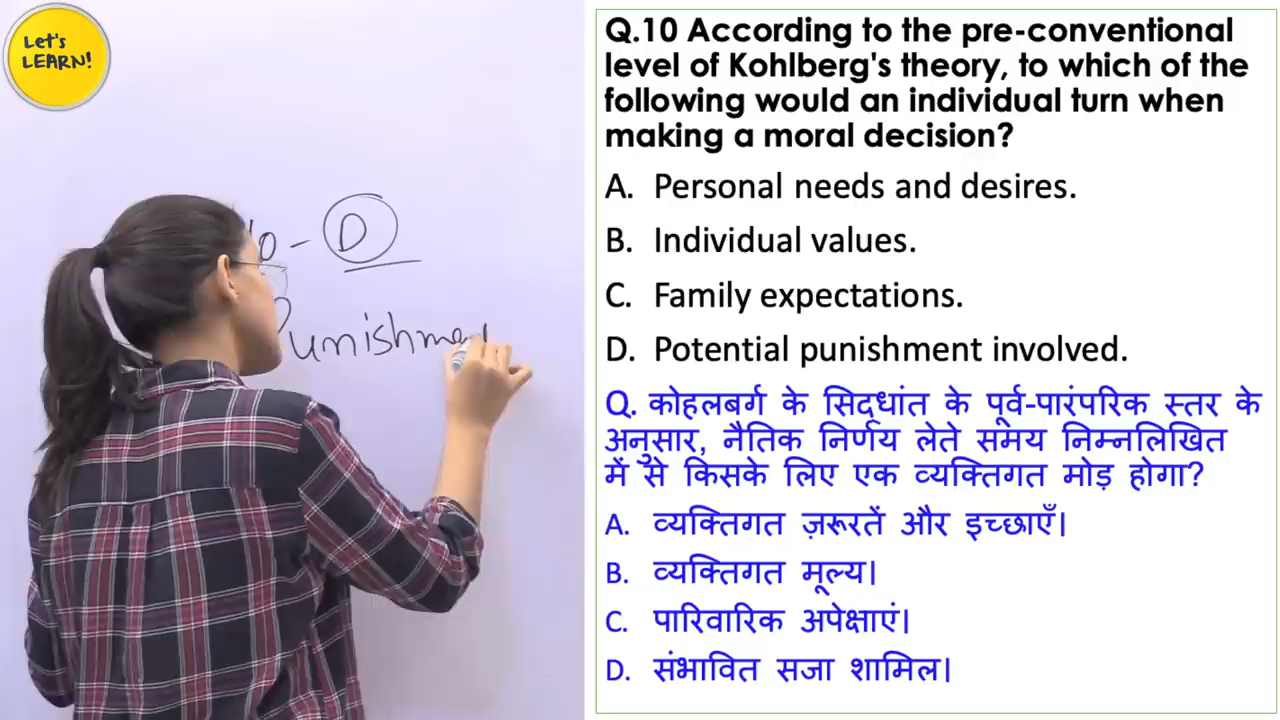 Let's
LEARN!
10 - D
Punishmen
Q.10 According to the pre-conventional
level of Kohlberg's theory, to which of the
following would an individual turn when
making a moral decision?
A. Personal needs and desires.
B. Individual values.
C. Family expectations.
D. Potential punishment involved.
Q. कोहलबर्ग के सिद्धांत के पूर्व-पारंपरिक स्तर के
अनुसार, नैतिक निर्णय लेते समय निम्नलिखित
में से किसके लिए एक व्यक्तिगत मोड़ होगा?
A. व्यक्तिगत ज़रूरतें और इच्छाएँ।
B. व्यक्तिगत मूल्य।
C. पारिवारिक अपेक्षाएं।
D. संभावित सजा शामिल।